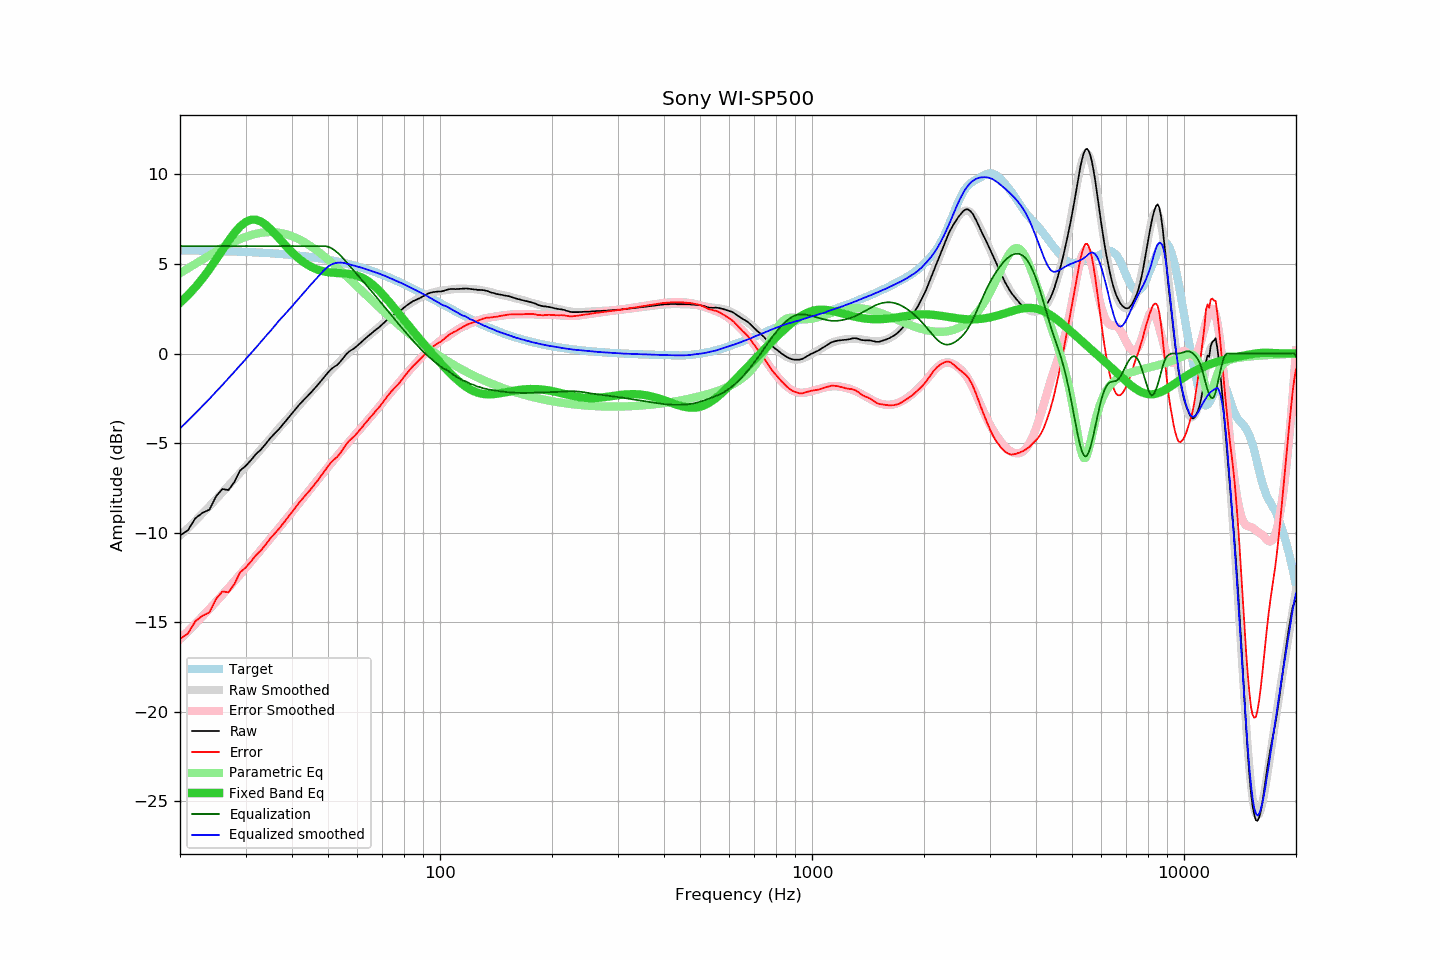 Sony WI-SP500
Amplitude (dBr)
10
5
0
−5
−10
−15
−20
−25
Target
Raw Smoothed
Error Smoothed
Raw
Error
Parametric Eq
Fixed Band Eq
Equalization
Equalized smoothed
100
1000
10000
Frequency (Hz)